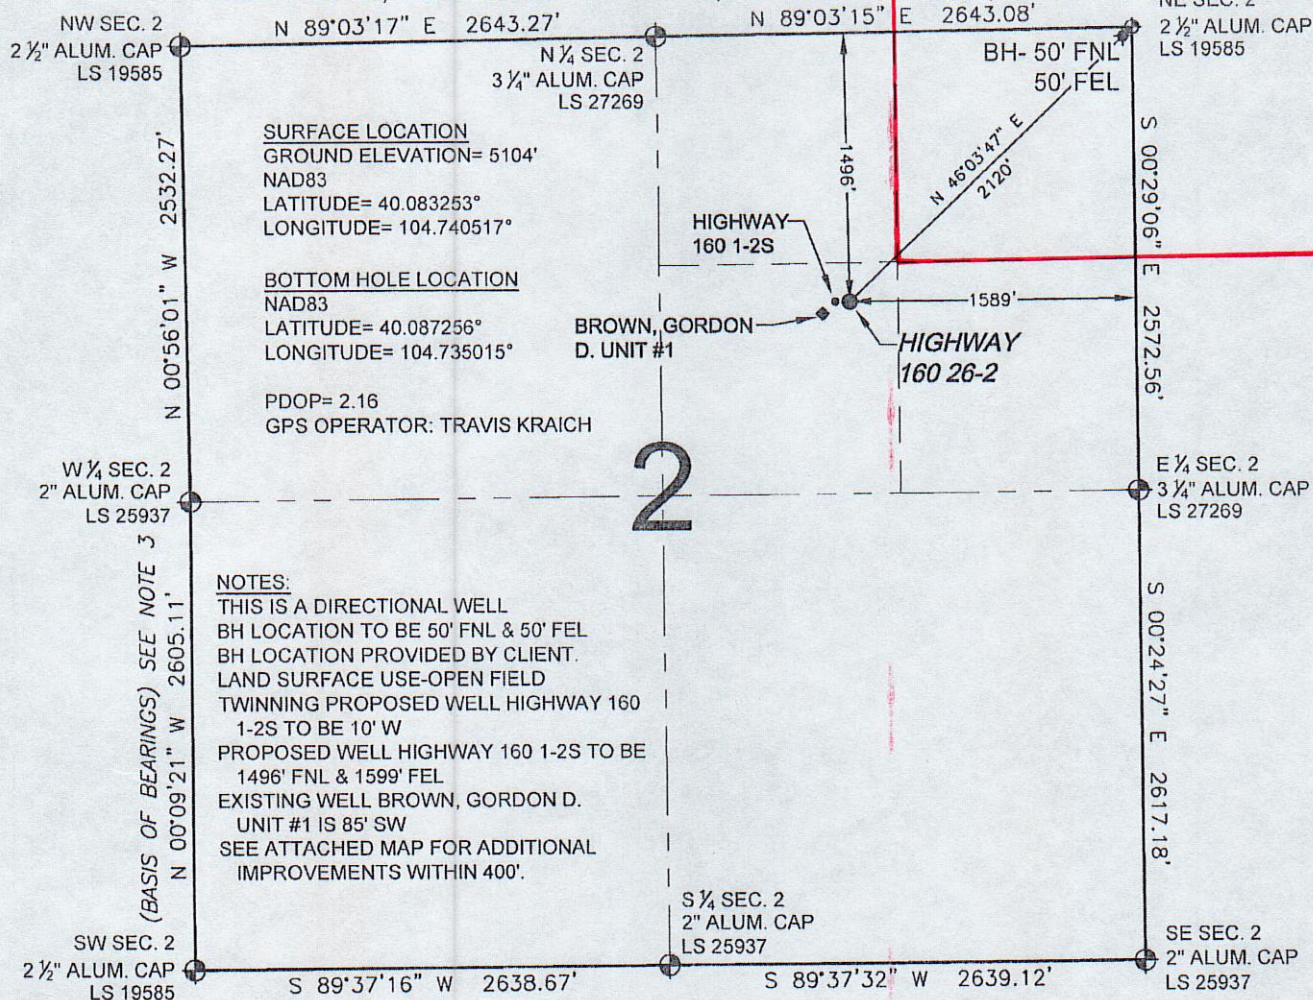 NW SEC. 2
2 ½" ALUM. CAP
LS 19585
N 89°03'17" E 2643.27'
N ¼ SEC. 2
3 ¼" ALUM. CAP
LS 27269
N 89°03'15" E 2643.08'
NE SEC. 2
2 ½" ALUM. CAP
LS 19585
BH- 50' FNL
50' FEL
SURFACE LOCATION
GROUND ELEVATION= 5104'
NAD83
LATITUDE= 40.083253°
LONGITUDE= 104.740517°
BOTTOM HOLE LOCATION
NAD83
LATITUDE= 40.087256°
LONGITUDE= 104.735015°
PDOP= 2.16
GPS OPERATOR: TRAVIS KRAICH
N 00°56'01" W 2532.27'
1496'
N 46°03'47" E
2120'
S 00°29'06" E 2572.56'
HIGHWAY
160 1-2S
1589'
BROWN, GORDON
D. UNIT #1
HIGHWAY
160 26-2
W ¼ SEC. 2
2" ALUM. CAP
LS 25937
2
E ¼ SEC. 2
3 ¼" ALUM. CAP
LS 27269
(BASIS OF BEARINGS) SEE NOTE 3
N 00°09'21" W 2605.11'
NOTES:
THIS IS A DIRECTIONAL WELL
BH LOCATION TO BE 50' FNL & 50' FEL
BH LOCATION PROVIDED BY CLIENT.
LAND SURFACE USE-OPEN FIELD
TWINNING PROPOSED WELL HIGHWAY 160
1-2S TO BE 10' W
PROPOSED WELL HIGHWAY 160 1-2S TO BE
1496' FNL & 1599' FEL
EXISTING WELL BROWN, GORDON D.
UNIT #1 IS 85' SW
SEE ATTACHED MAP FOR ADDITIONAL
IMPROVEMENTS WITHIN 400'.
S 00°24'27" E 2617.18'
SW SEC. 2
2 ½" ALUM. CAP
LS 19585
S 89°37'16" W 2638.67'
S ¼ SEC. 2
2" ALUM. CAP
LS 25937
S 89°37'32" W 2639.12'
SE SEC. 2
2" ALUM. CAP
LS 25937